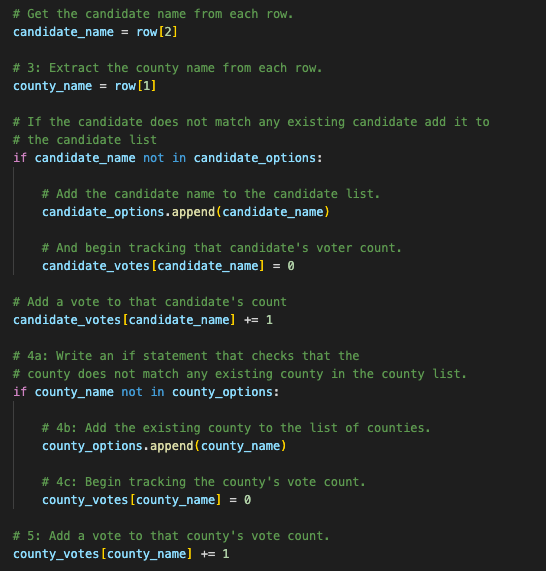 # Get the candidate name from each row.
candidate_name = row[2]
# 3: Extract the county name from each row.
county_name = row[1]
# If the candidate does not match any existing candidate add it to
# the candidate list
if candidate_name not in candidate_options:
# Add the candidate name to the candidate list.
candidate_options.append(candidate_name)
# And begin tracking that candidate's voter count.
candidate_votes[candidate_name] = 0
# Add a vote to that candidate's count
candidate_votes[candidate_name] += 1
# 4a: Write an if statement that checks that the
# county does not match any existing county in the county list.
if county_name not in county_options:
# 4b: Add the existing county to the list of counties.
county_options.append(county_name)
# 4c: Begin tracking the county's vote count.
county_votes[county_name] = 0
# 5: Add a vote to that county's vote count.
county_votes[county_name] += 1